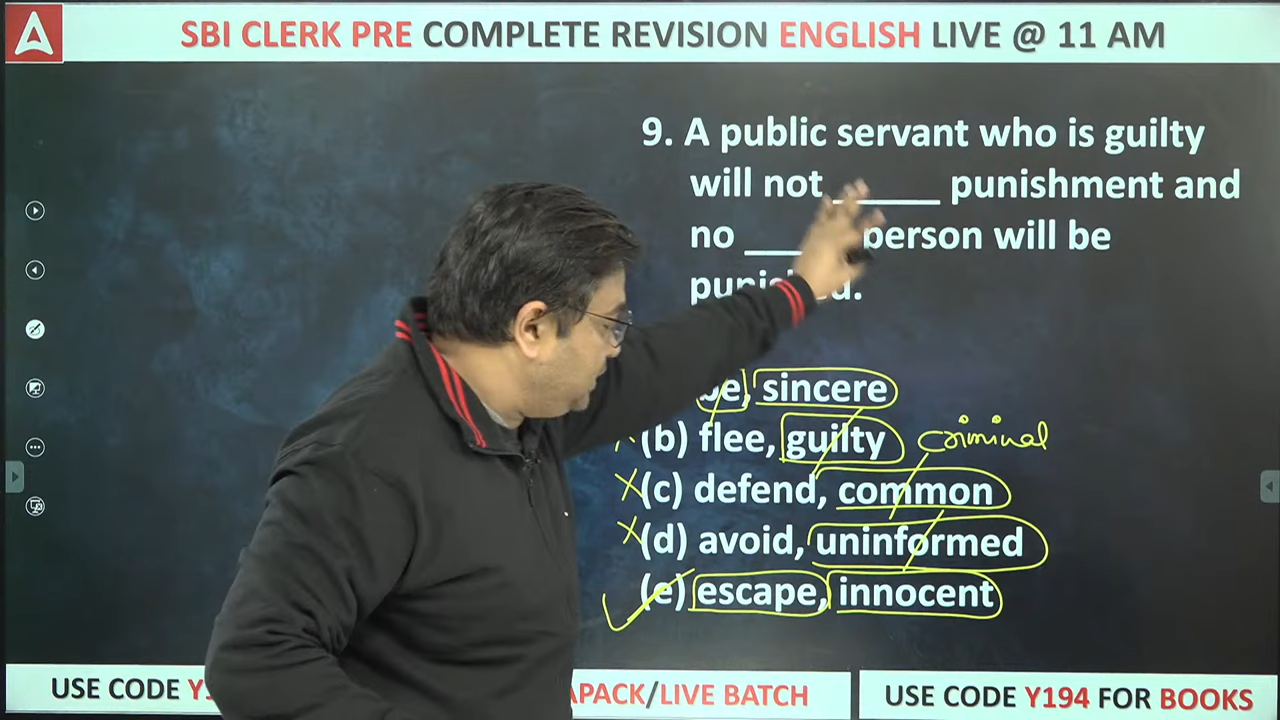 SBI CLERK PRE COMPLETE REVISION ENGLISH LIVE @ 11 AM
9. A public servant who is guilty
will not ______ punishment and
no ____ person will be
be, sincere
(b) flee, guilty criminal
(c) defend, common
(d) avoid, uninformed
(e) escape, innocent
USE CODE
/LIVE BATCH
USE CODE Y194 FOR BOOKS